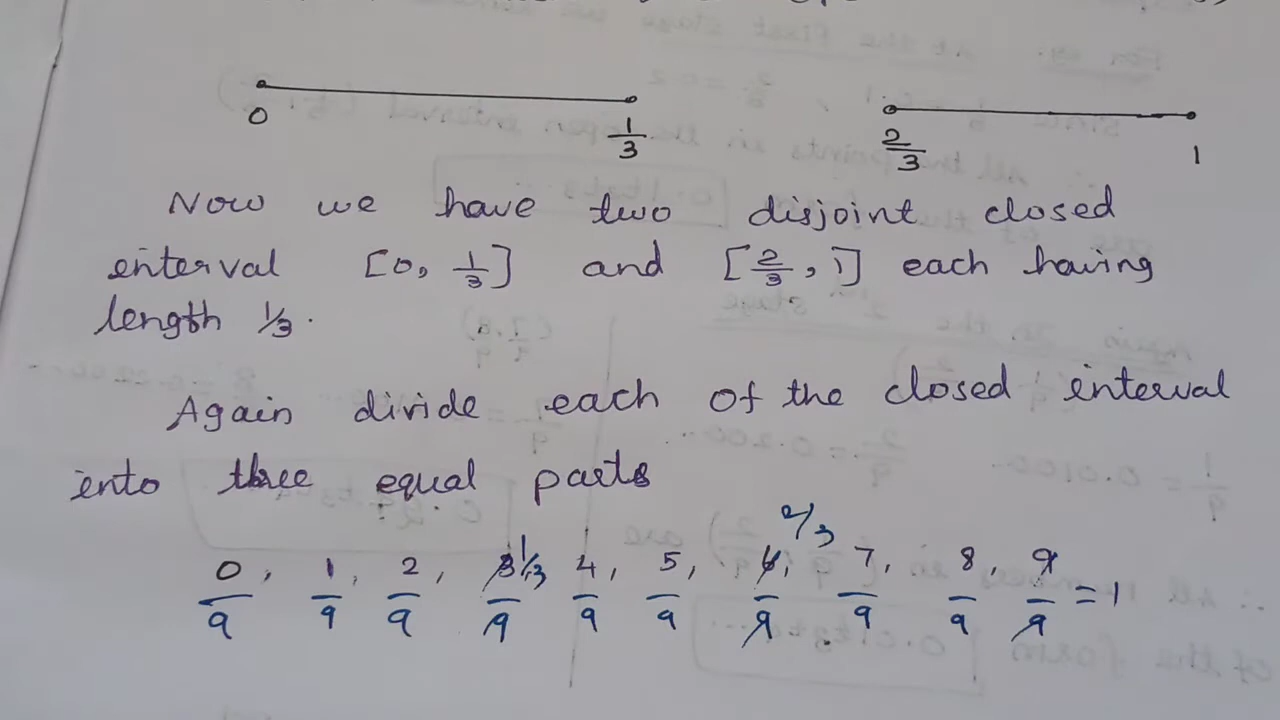 0 1/3 2/3 1
Now we have two disjoint closed
interval [0, 1/3] and [2/3, 1] each having
length 1/3.
Again divide each of the closed interval
into three equal parts
0/9, 1/9, 2/9, 3/9 1/3, 4/9, 5/9, 6/9, 2/3 7/9, 8/9, 9/9 = 1